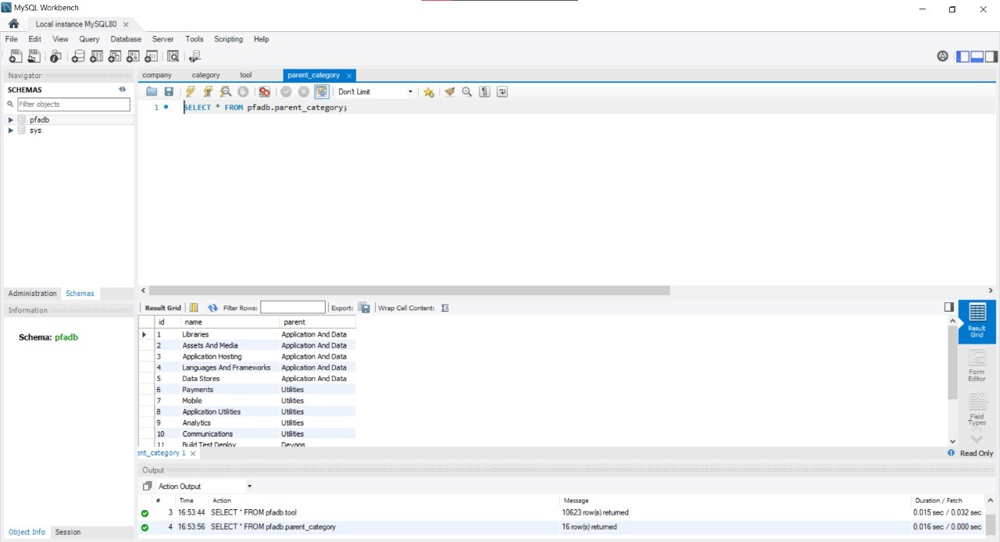 MySQL Workbench
Local instance MySQL80
File Edit View Query Database Server Tools Scripting Help
Navigator
SCHEMAS
Filter objects
pfadb
sys
Administration Schemas
Information
Schema: pfadb
Object Info Session
company category tool parent_category
Don't Limit
1 SELECT * FROM pfadb.parent_category;
Result Grid Filter Rows: Export: Wrap Cell Content:
id name parent
1 Libraries Application And Data
2 Assets And Media Application And Data
3 Application Hosting Application And Data
4 Languages And Frameworks Application And Data
5 Data Stores Application And Data
6 Payments Utilities
7 Mobile Utilities
8 Application Utilities Utilities
9 Analytics Utilities
10 Communications Utilities
11 Build Test Deploy Devops
Result
Grid
Form
Editor
Field
Types
ent_category 1
Read Only
Output
Action Output
# Time Action Message Duration / Fetch
3 16:53:44 SELECT * FROM pfadb.tool 10623 row(s) returned 0.015 sec / 0.032 sec
4 16:53:56 SELECT * FROM pfadb.parent_category 16 row(s) returned 0.016 sec / 0.000 sec